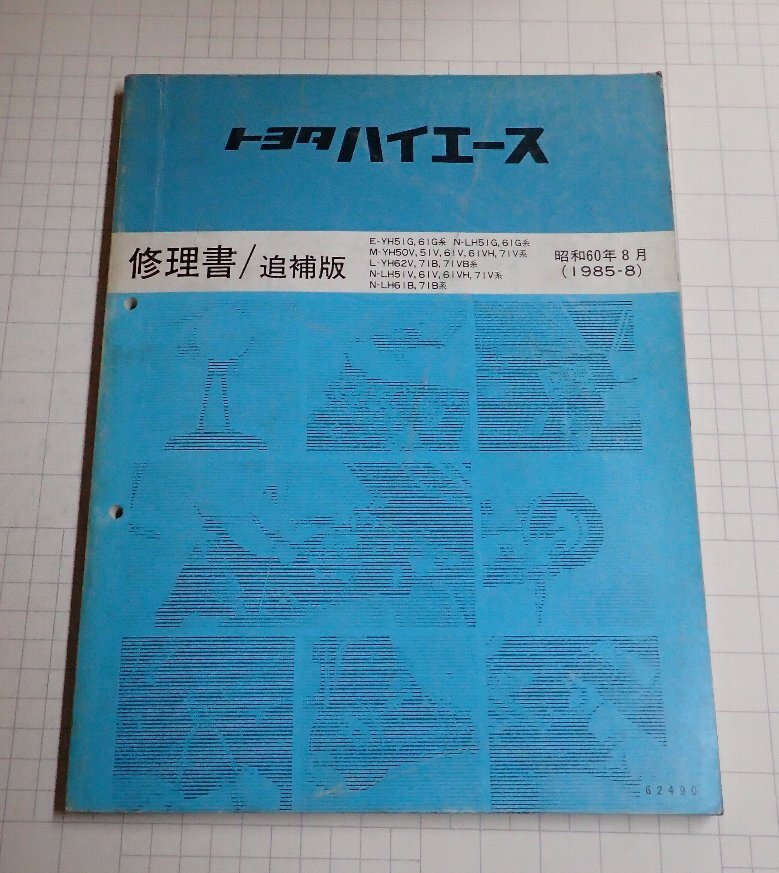 トヨタ ハイエース
修理書/追補版
E-YH51G, 61G系 N-LH51G, 61G系
M-YH50V, 51V, 61V, 61VH, 71V系
L-YH62V, 71B, 71VB系
N-LH51V, 61V, 61VH, 71V系
N-LH61B, 71B系
昭和60年8月
(1985-8)
62490